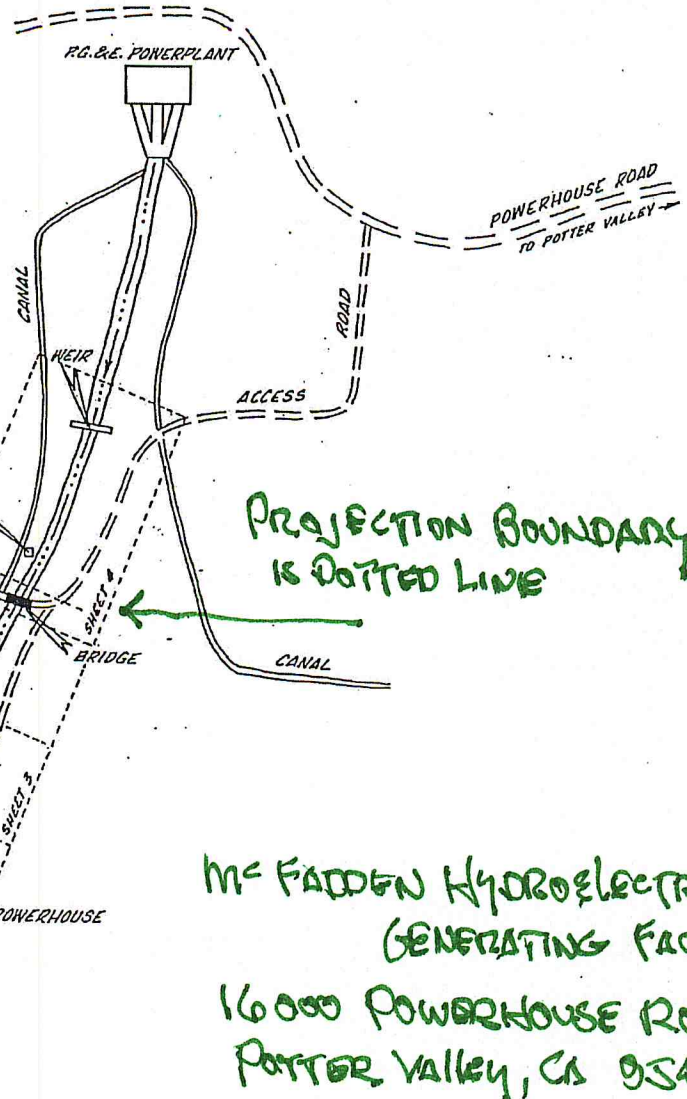 P.G.&E. POWERPLANT
POWERHOUSE ROAD
TO POTTER VALLEY
CANAL
ROAD
WEIR
ACCESS
PROJECTION BOUNDARY
IS DOTTED LINE
SHEET 4
BRIDGE
CANAL
SHEET 3
POWERHOUSE
Mc FADDEN HYDROELECTR
GENERATING FAC
16000 POWERHOUSE RO
POTTER VALLEY, CA 954